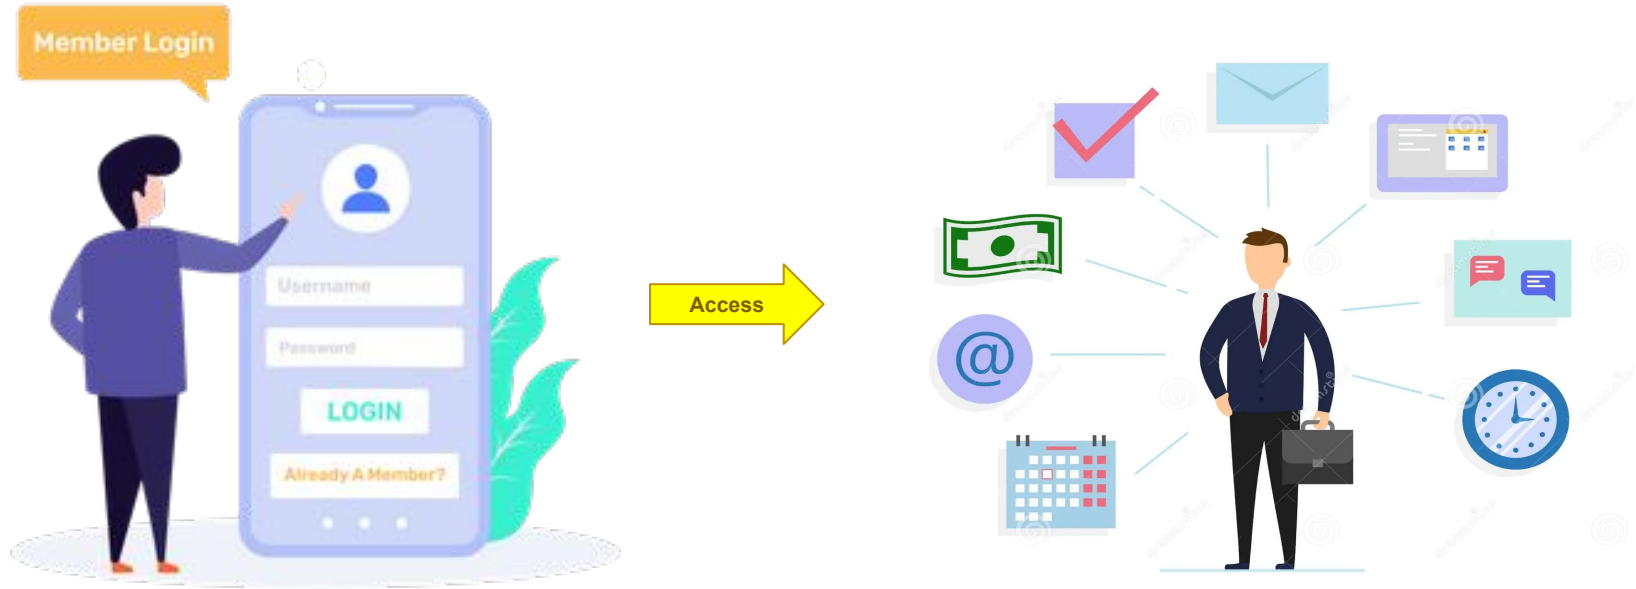 Member Login
Username
Password
LOGIN
Already A Member?
Access
@